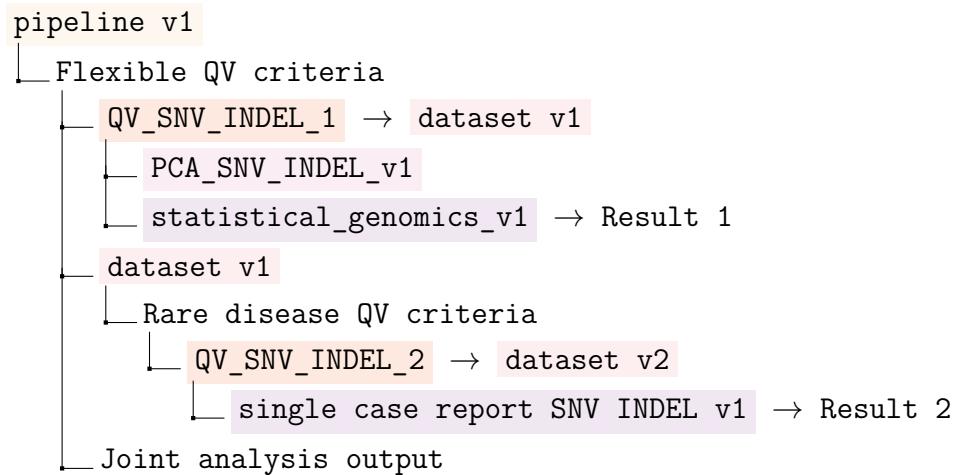 pipeline v1
Flexible QV criteria
QV_SNV_INDEL_1 → dataset v1
PCA_SNV_INDEL_v1
statistical_genomics_v1 → Result 1
dataset v1
Rare disease QV criteria
QV_SNV_INDEL_2 → dataset v2
single case report SNV INDEL v1 → Result 2
Joint analysis output